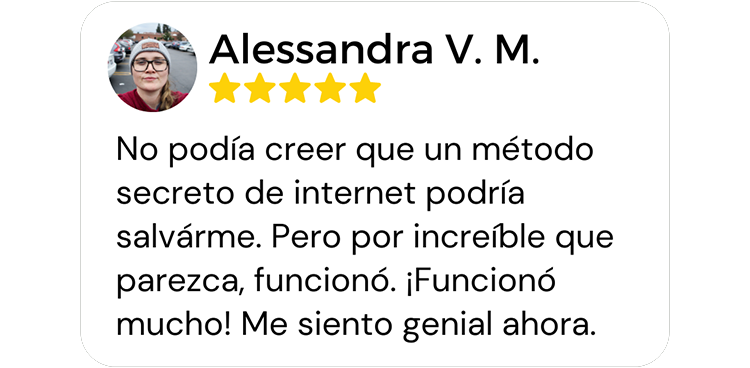 Alessandra V. M.
No podía creer que un método
secreto de internet podría
salvárme. Pero por increíble que
parezca, funcionó. ¡Funcionó
mucho! Me siento genial ahora.